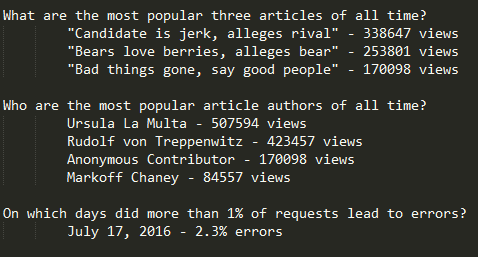 What are the most popular three articles of all time?
"Candidate is jerk, alleges rival" - 338647 views
"Bears love berries, alleges bear" - 253801 views
"Bad things gone, say good people" - 170098 views
Who are the most popular article authors of all time?
Ursula La Multa - 507594 views
Rudolf von Treppenwitz - 423457 views
Anonymous Contributor - 170098 views
Markoff Chaney - 84557 views
On which days did more than 1% of requests lead to errors?
July 17, 2016 - 2.3% errors